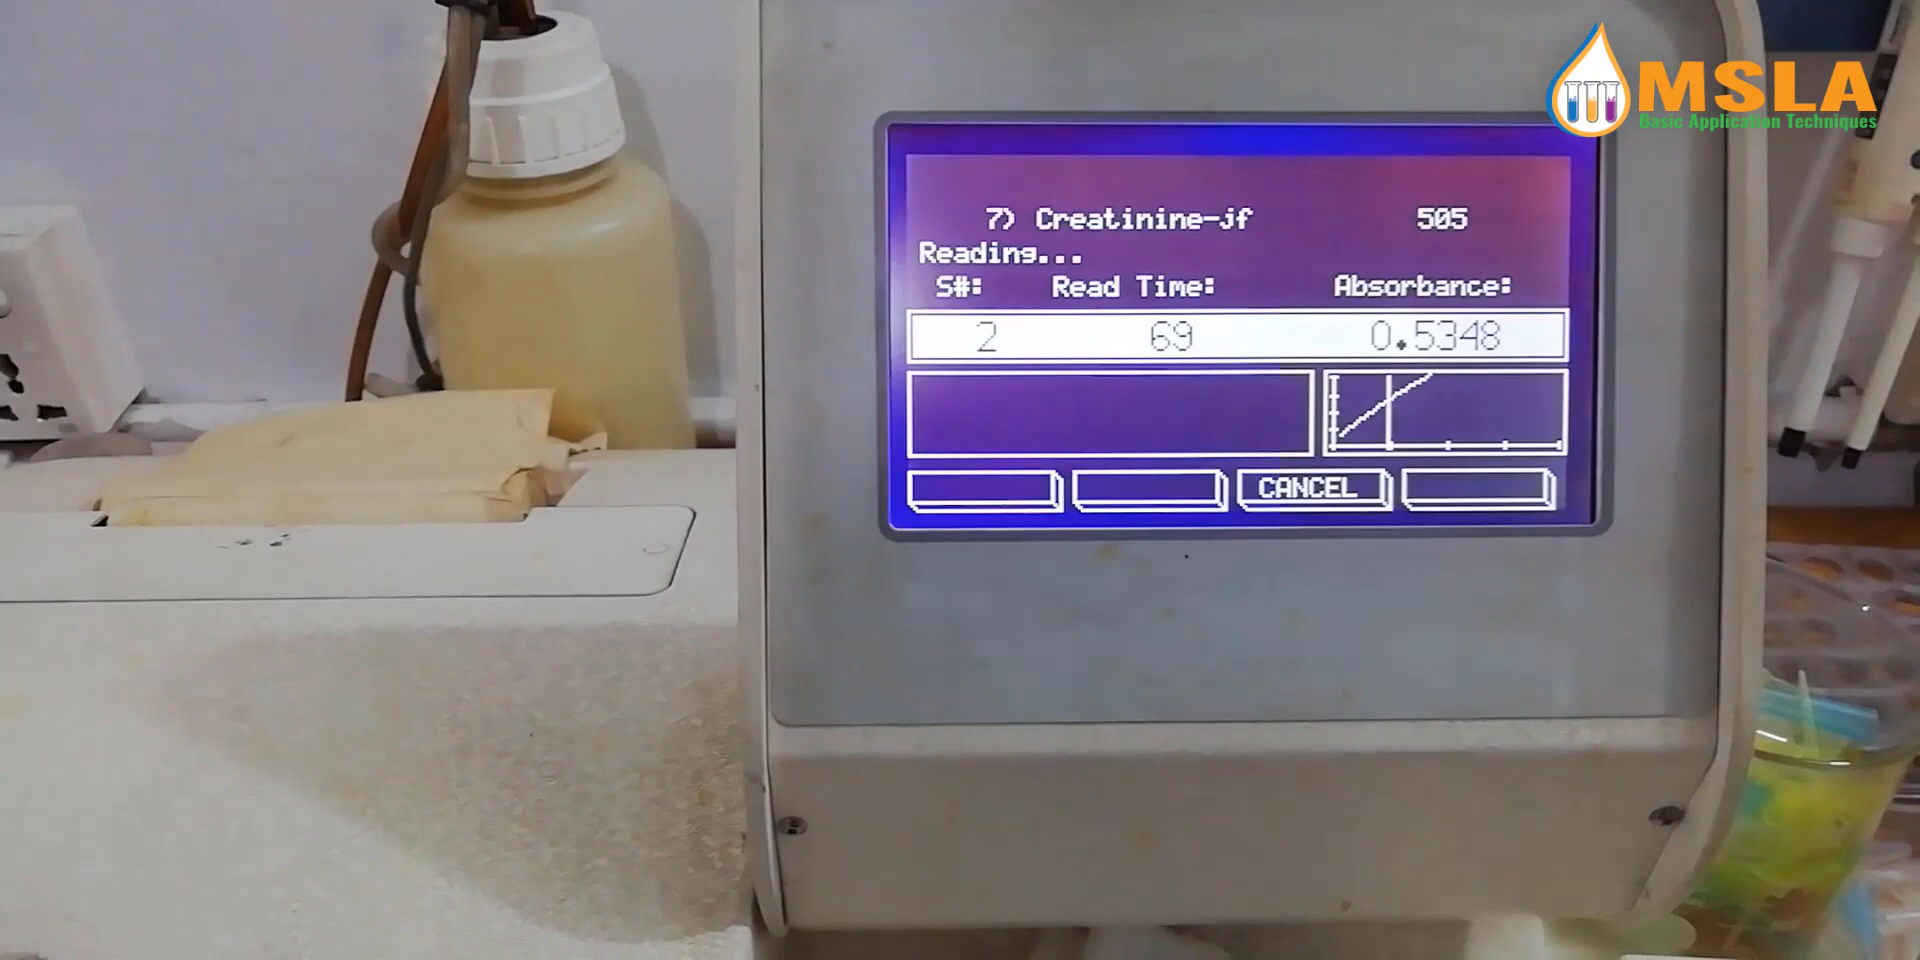 MSLA
Basic Application Techniques
7) Creatinine-jf 505
Reading...
S#: Read Time: Absorbance:
2 69 0.5348
CANCEL